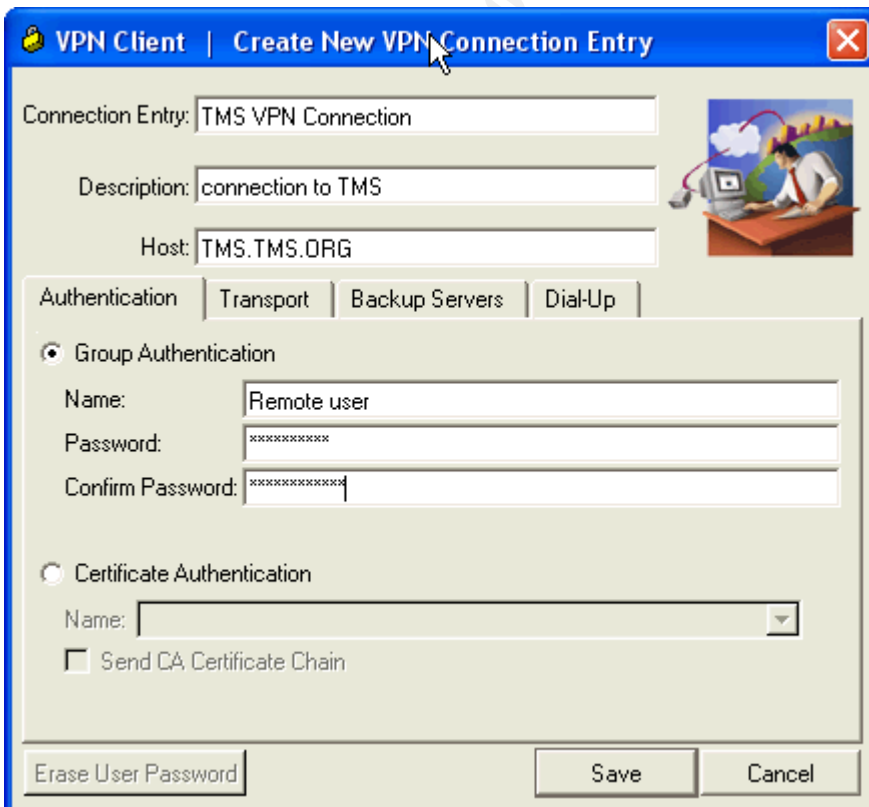 VPN Client | Create New VPN Connection Entry
Connection Entry: TMS VPN Connection
Description: connection to TMS
Host: TMS.TMS.ORG
Authentication Transport Backup Servers Dial-Up
Group Authentication
Name: Remote user
Password: **********
Confirm Password: ************
Certificate Authentication
Name:
Send CA Certificate Chain
Erase User Password Save Cancel